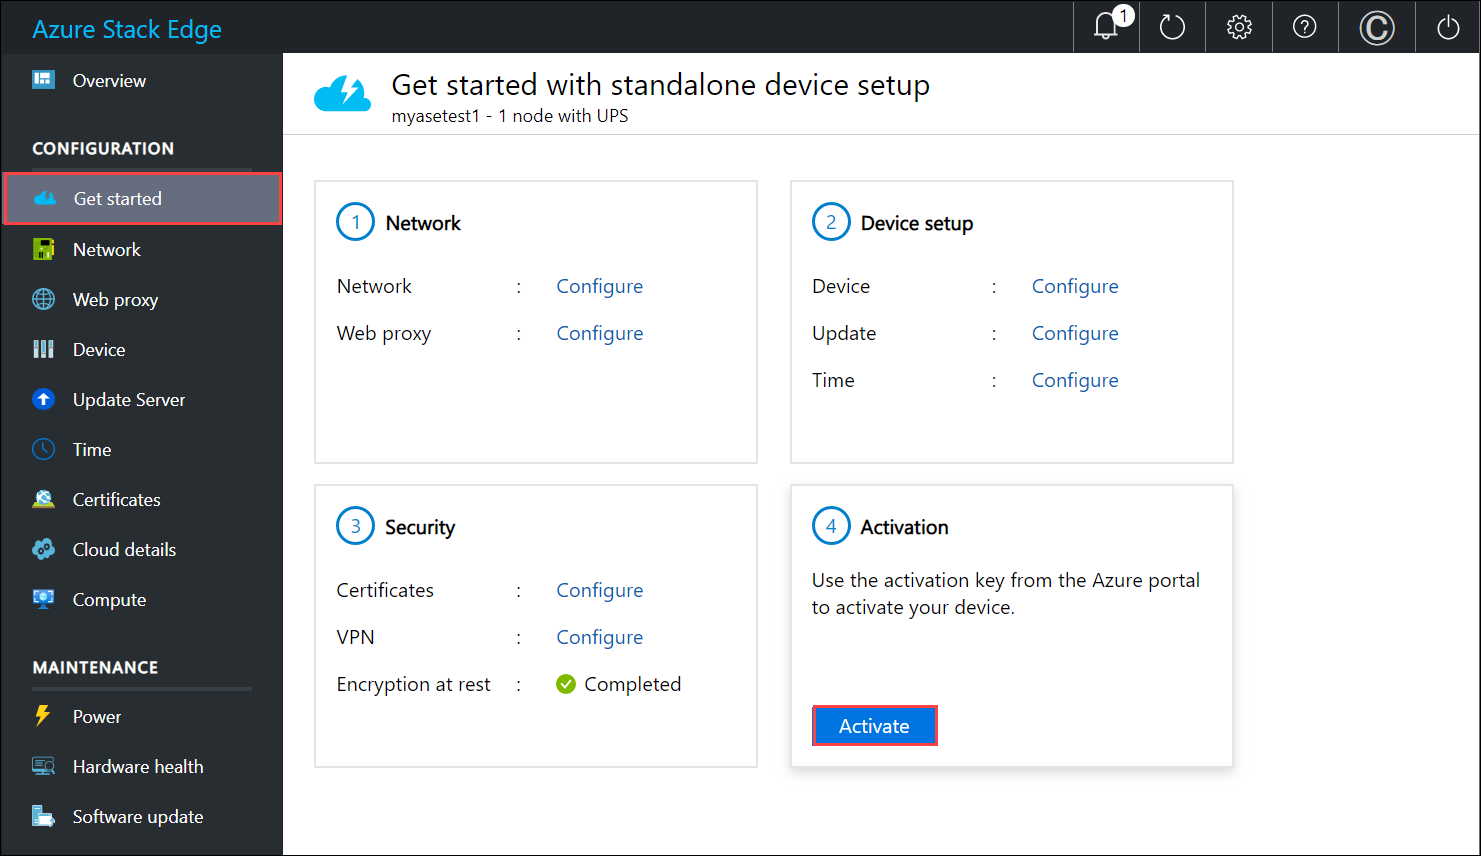 Azure Stack Edge
1
?
C
Overview
CONFIGURATION
Get started
Network
Web proxy
Device
Update Server
Time
Certificates
Cloud details
Compute
MAINTENANCE
Power
Hardware health
Software update
Get started with standalone device setup
myasetest1 - 1 node with UPS
1 Network
Network : Configure
Web proxy : Configure
2 Device setup
Device : Configure
Update : Configure
Time : Configure
3 Security
Certificates : Configure
VPN : Configure
Encryption at rest : Completed
4 Activation
Use the activation key from the Azure portal
to activate your device.
Activate